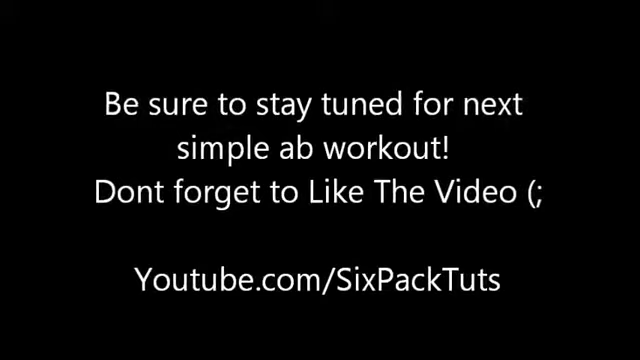 Be sure to stay tuned for next
simple ab workout!
Dont forget to Like The Video (;
Youtube.com/SixPackTuts